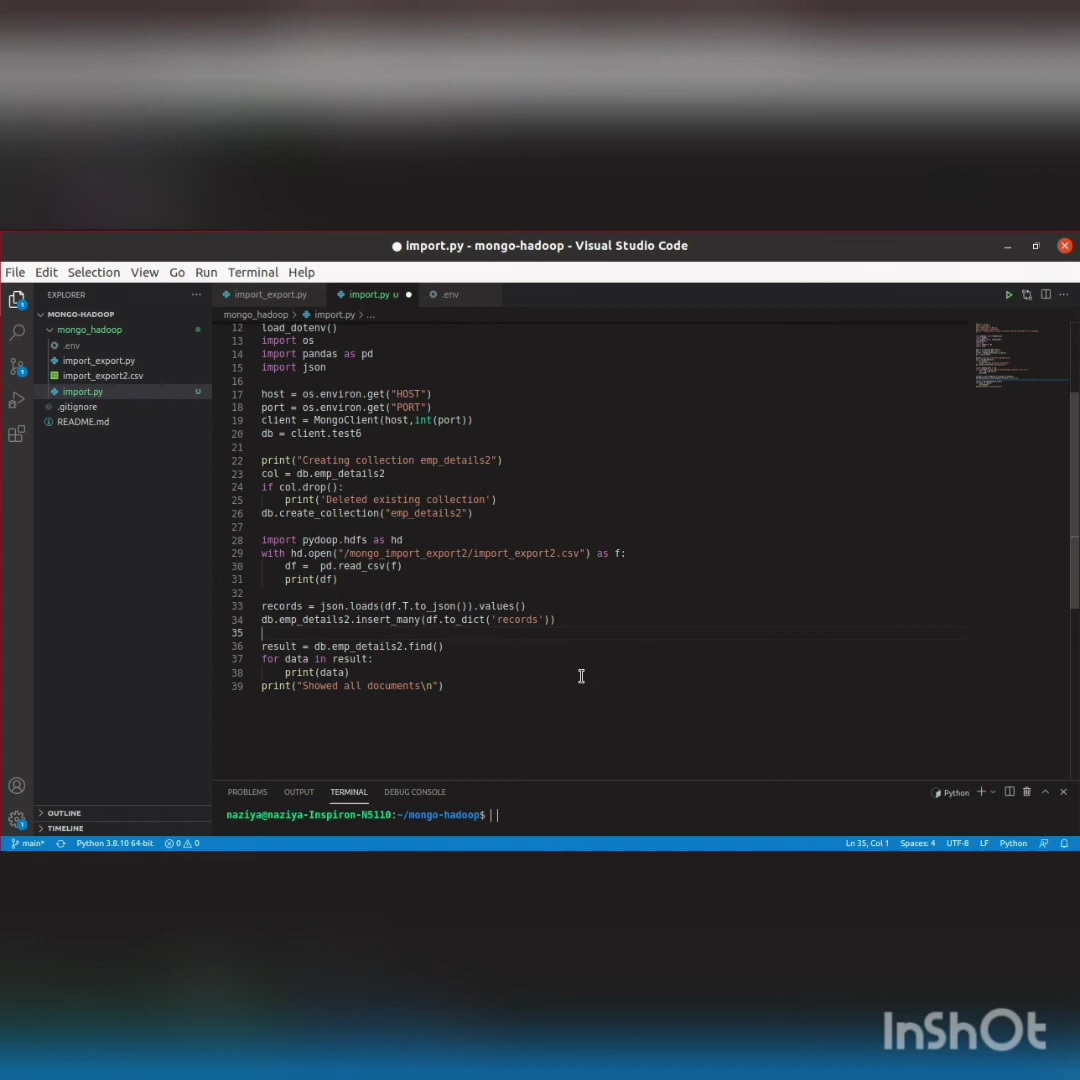 import.py - mongo-hadoop - Visual Studio Code
File Edit Selection View Go Run Terminal Help
EXPLORER
import_export.py
import.py U
.env
MONGO-HADOOP
mongo_hadoop
.env
import_export.py
import_export2.csv
import.py U
.gitignore
README.md
mongo_hadoop > import.py > ...
12 load_dotenv()
13 import os
14 import pandas as pd
15 import json
16
17 host = os.environ.get("HOST")
18 port = os.environ.get("PORT")
19 client = MongoClient(host,int(port))
20 db = client.test6
21
22 print("Creating collection emp_details2")
23 col = db.emp_details2
24 if col.drop():
25     print('Deleted existing collection')
26 db.create_collection("emp_details2")
27
28 import pydoop.hdfs as hd
29 with hd.open("/mongo_import_export2/import_export2.csv") as f:
30     df =  pd.read_csv(f)
31     print(df)
32
33 records = json.loads(df.T.to_json()).values()
34 db.emp_details2.insert_many(df.to_dict('records'))
35
36 result = db.emp_details2.find()
37 for data in result:
38     print(data)
39 print("Showed all documents\n")
OUTLINE
TIMELINE
PROBLEMS OUTPUT TERMINAL DEBUG CONSOLE
Python
naziya@naziya-Inspiron-N5110:~/mongo-hadoop$
main* Python 3.8.10 64-bit 0 0 Ln 35, Col 1 Spaces: 4 UTF-8 LF Python
InShOt